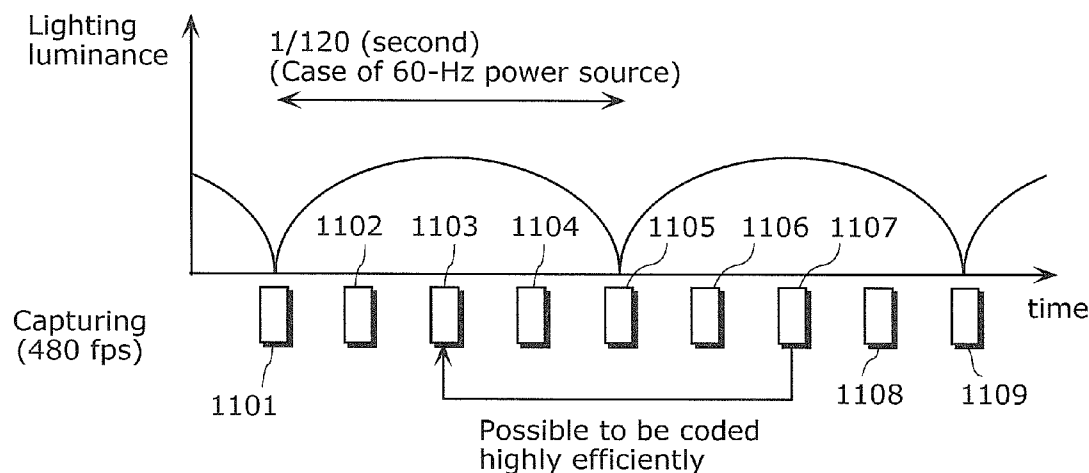 Lighting
luminance
1/120 (second)
(Case of 60-Hz power source)
1102
1103
1104
1105
1106
1107
time
Capturing
(480 fps)
1101
1108
1109
Possible to be coded
highly efficiently